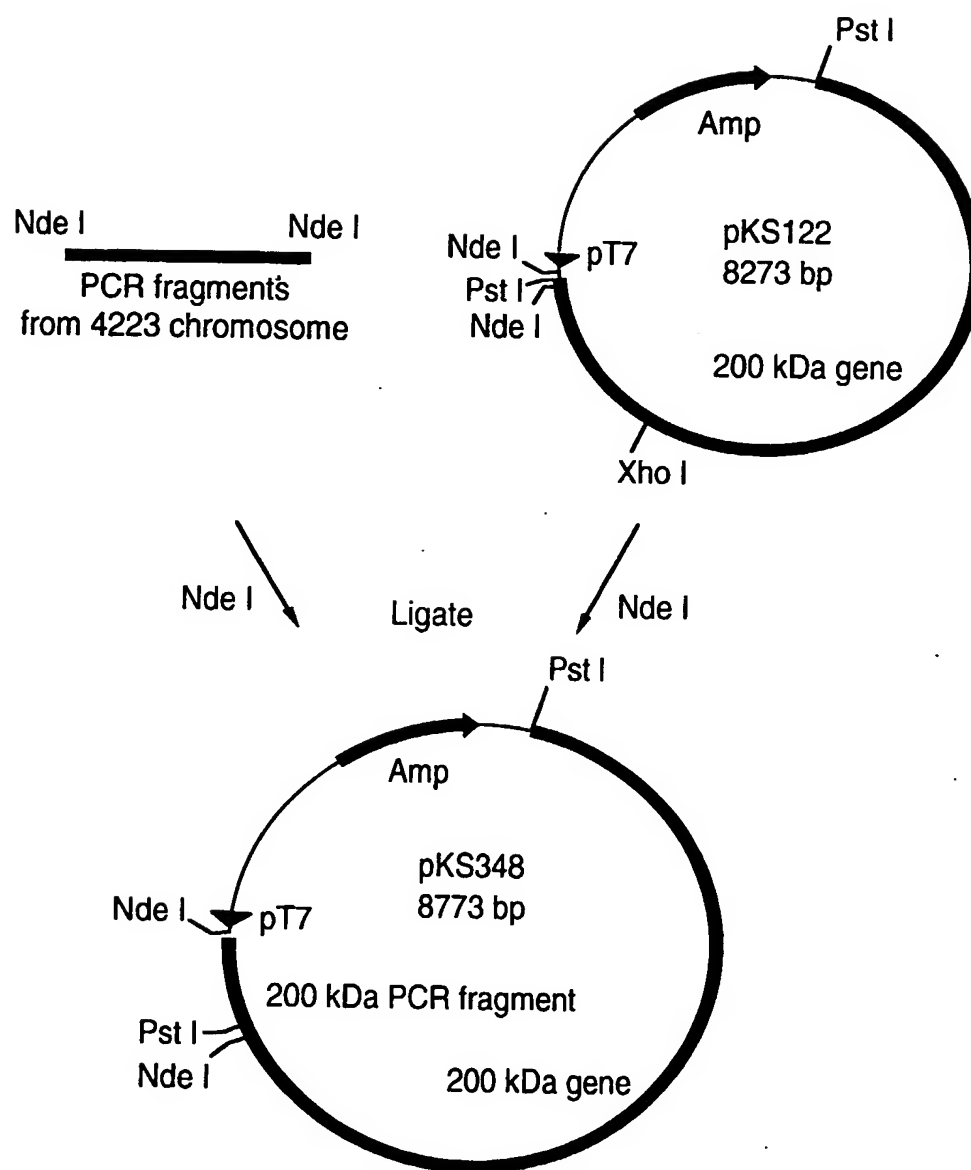 Pst I
Amp
Nde I
Nde I
PCR fragments
from 4223 chromosome
pKS122
8273 bp
Nde I
pT7
Pst I
Nde I
200 kDa gene
Xho I
Nde I
Ligate
Nde I
Pst I
Amp
pKS348
8773 bp
Nde I
pT7
200 kDa PCR fragment
Pst I
Nde I
200 kDa gene